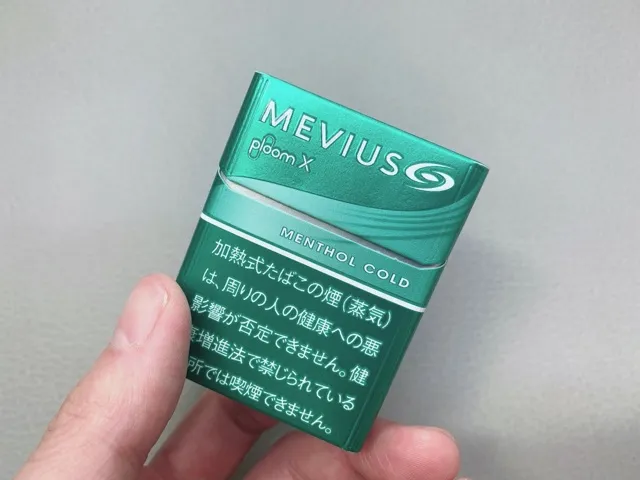 MEVIUS
ploom X
MENTHOL COLD
加熱式たばこの煙(蒸気)
は、周りの人の健康への悪
影響が否定できません。健
増進法で禁じられている
所では喫煙できません。